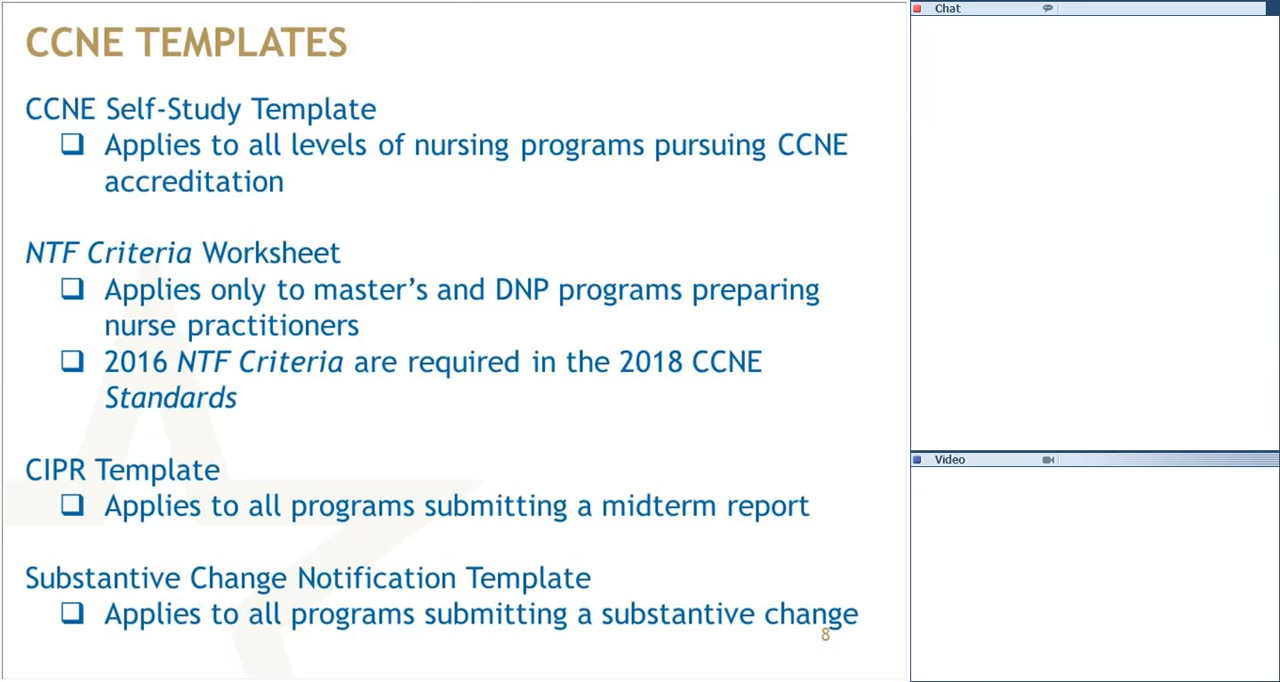 CCNE TEMPLATES
CCNE Self-Study Template
❑ Applies to all levels of nursing programs pursuing CCNE
accreditation
NTF Criteria Worksheet
❑ Applies only to master’s and DNP programs preparing
nurse practitioners
❑ 2016 NTF Criteria are required in the 2018 CCNE
Standards
CIPR Template
❑ Applies to all programs submitting a midterm report
Substantive Change Notification Template
❑ Applies to all programs submitting a substantive change
8
Chat
Video